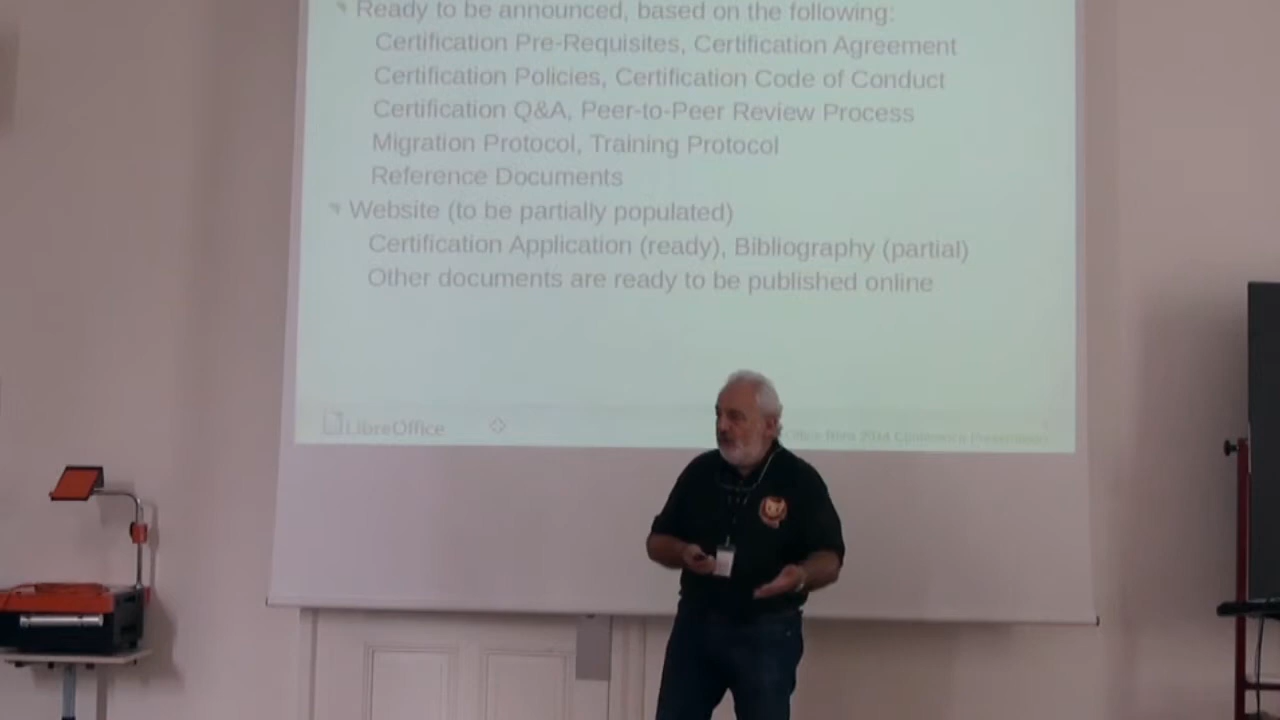 Ready to be announced, based on the following:
Certification Pre-Requisites, Certification Agreement
Certification Policies, Certification Code of Conduct
Certification Q&A, Peer-to-Peer Review Process
Migration Protocol, Training Protocol
Reference Documents
Website (to be partially populated)
Certification Application (ready), Bibliography (partial)
Other documents are ready to be published online
LibreOffice
Conference Presentation